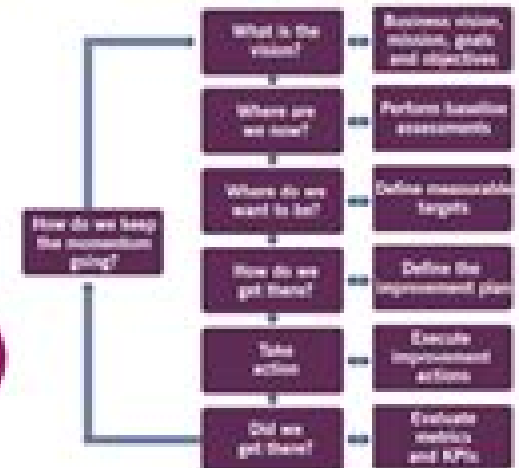 What is the
vision?
Business vision,
mission, goals
and objectives
Where are
we now?
Perform baseline
assessments
Where do we
want to be?
Define measurable
targets
How do we keep
the momentum
going?
How do we
get there?
Define the
improvement plan
Take
action
Execute
improvement
actions
Did we
get there?
Evaluate
metrics
and KPIs